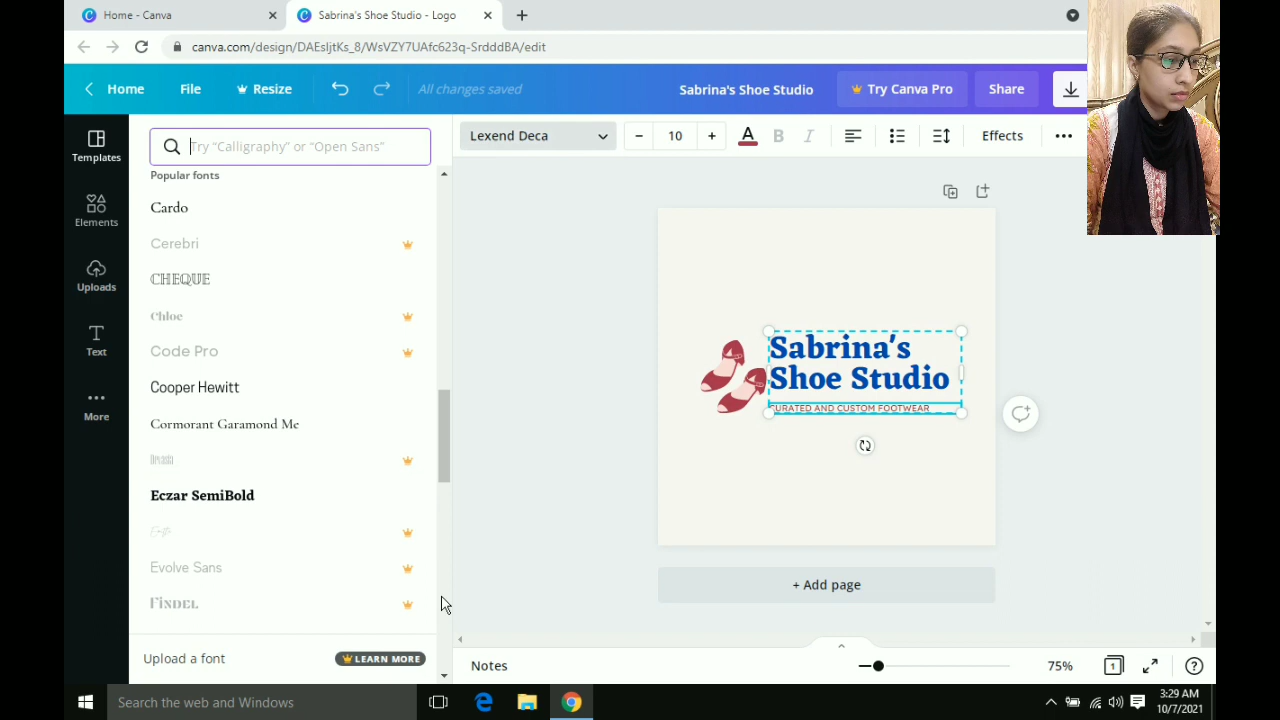 Home - Canva
Sabrina's Shoe Studio - Logo
canva.com/design/DAEsljtKs_8/WsVZY7UAfc623q-SrdddBA/edit
Home File Resize All changes saved Sabrina's Shoe Studio Try Canva Pro Share
Templates
Elements
Uploads
Text
More
Try “Calligraphy” or “Open Sans”
Lexend Deca 10 A B I Effects
Popular fonts
Cardo
Cerebri
CHEQUE
Chloe
Code Pro
Cooper Hewitt
Cormorant Garamond Me
Eczar SemiBold
Evolve Sans
FINDEL
Upload a font LEARN MORE
Sabrina's
Shoe Studio
CURATED AND CUSTOM FOOTWEAR
+ Add page
Notes 75% 1
Search the web and Windows
3:29 AM
10/7/2021